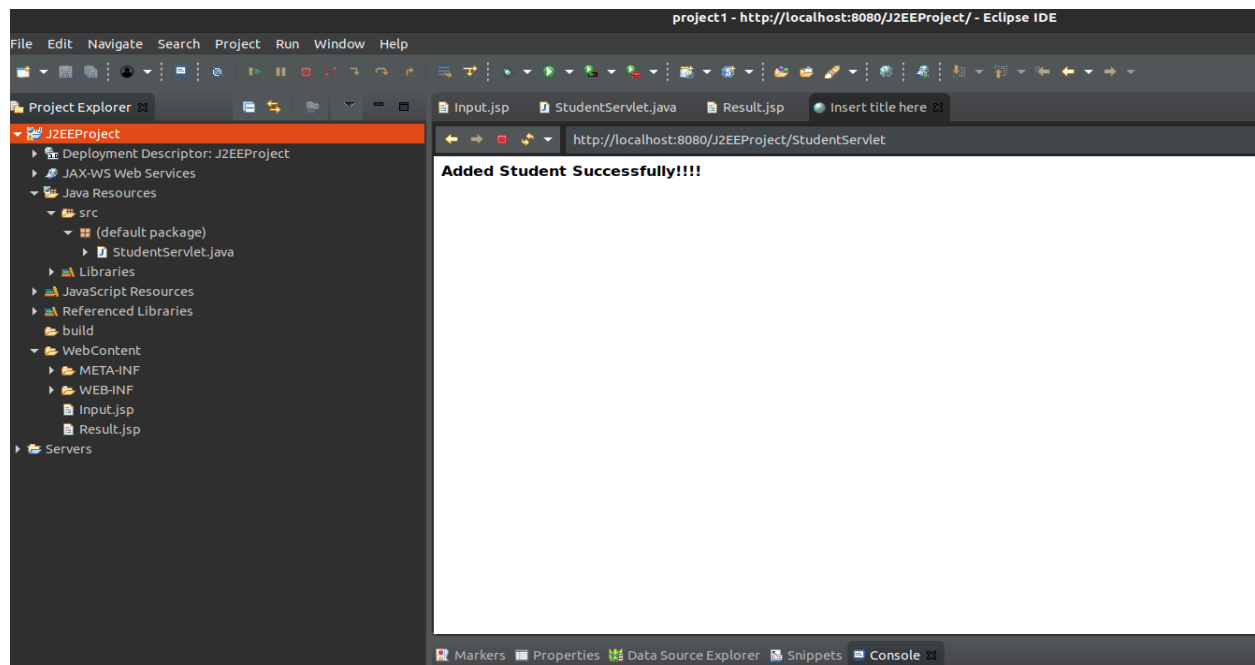 project1 - http://localhost:8080/J2EEProject/ - Eclipse IDE
File Edit Navigate Search Project Run Window Help
Project Explorer
J2EEProject
Deployment Descriptor: J2EEProject
JAX-WS Web Services
Java Resources
src
(default package)
StudentServlet.java
Libraries
JavaScript Resources
Referenced Libraries
build
WebContent
META-INF
WEB-INF
Input.jsp
Result.jsp
Servers
Input.jsp StudentServlet.java Result.jsp Insert title here
http://localhost:8080/J2EEProject/StudentServlet
Added Student Successfully!!!!
Markers Properties Data Source Explorer Snippets Console